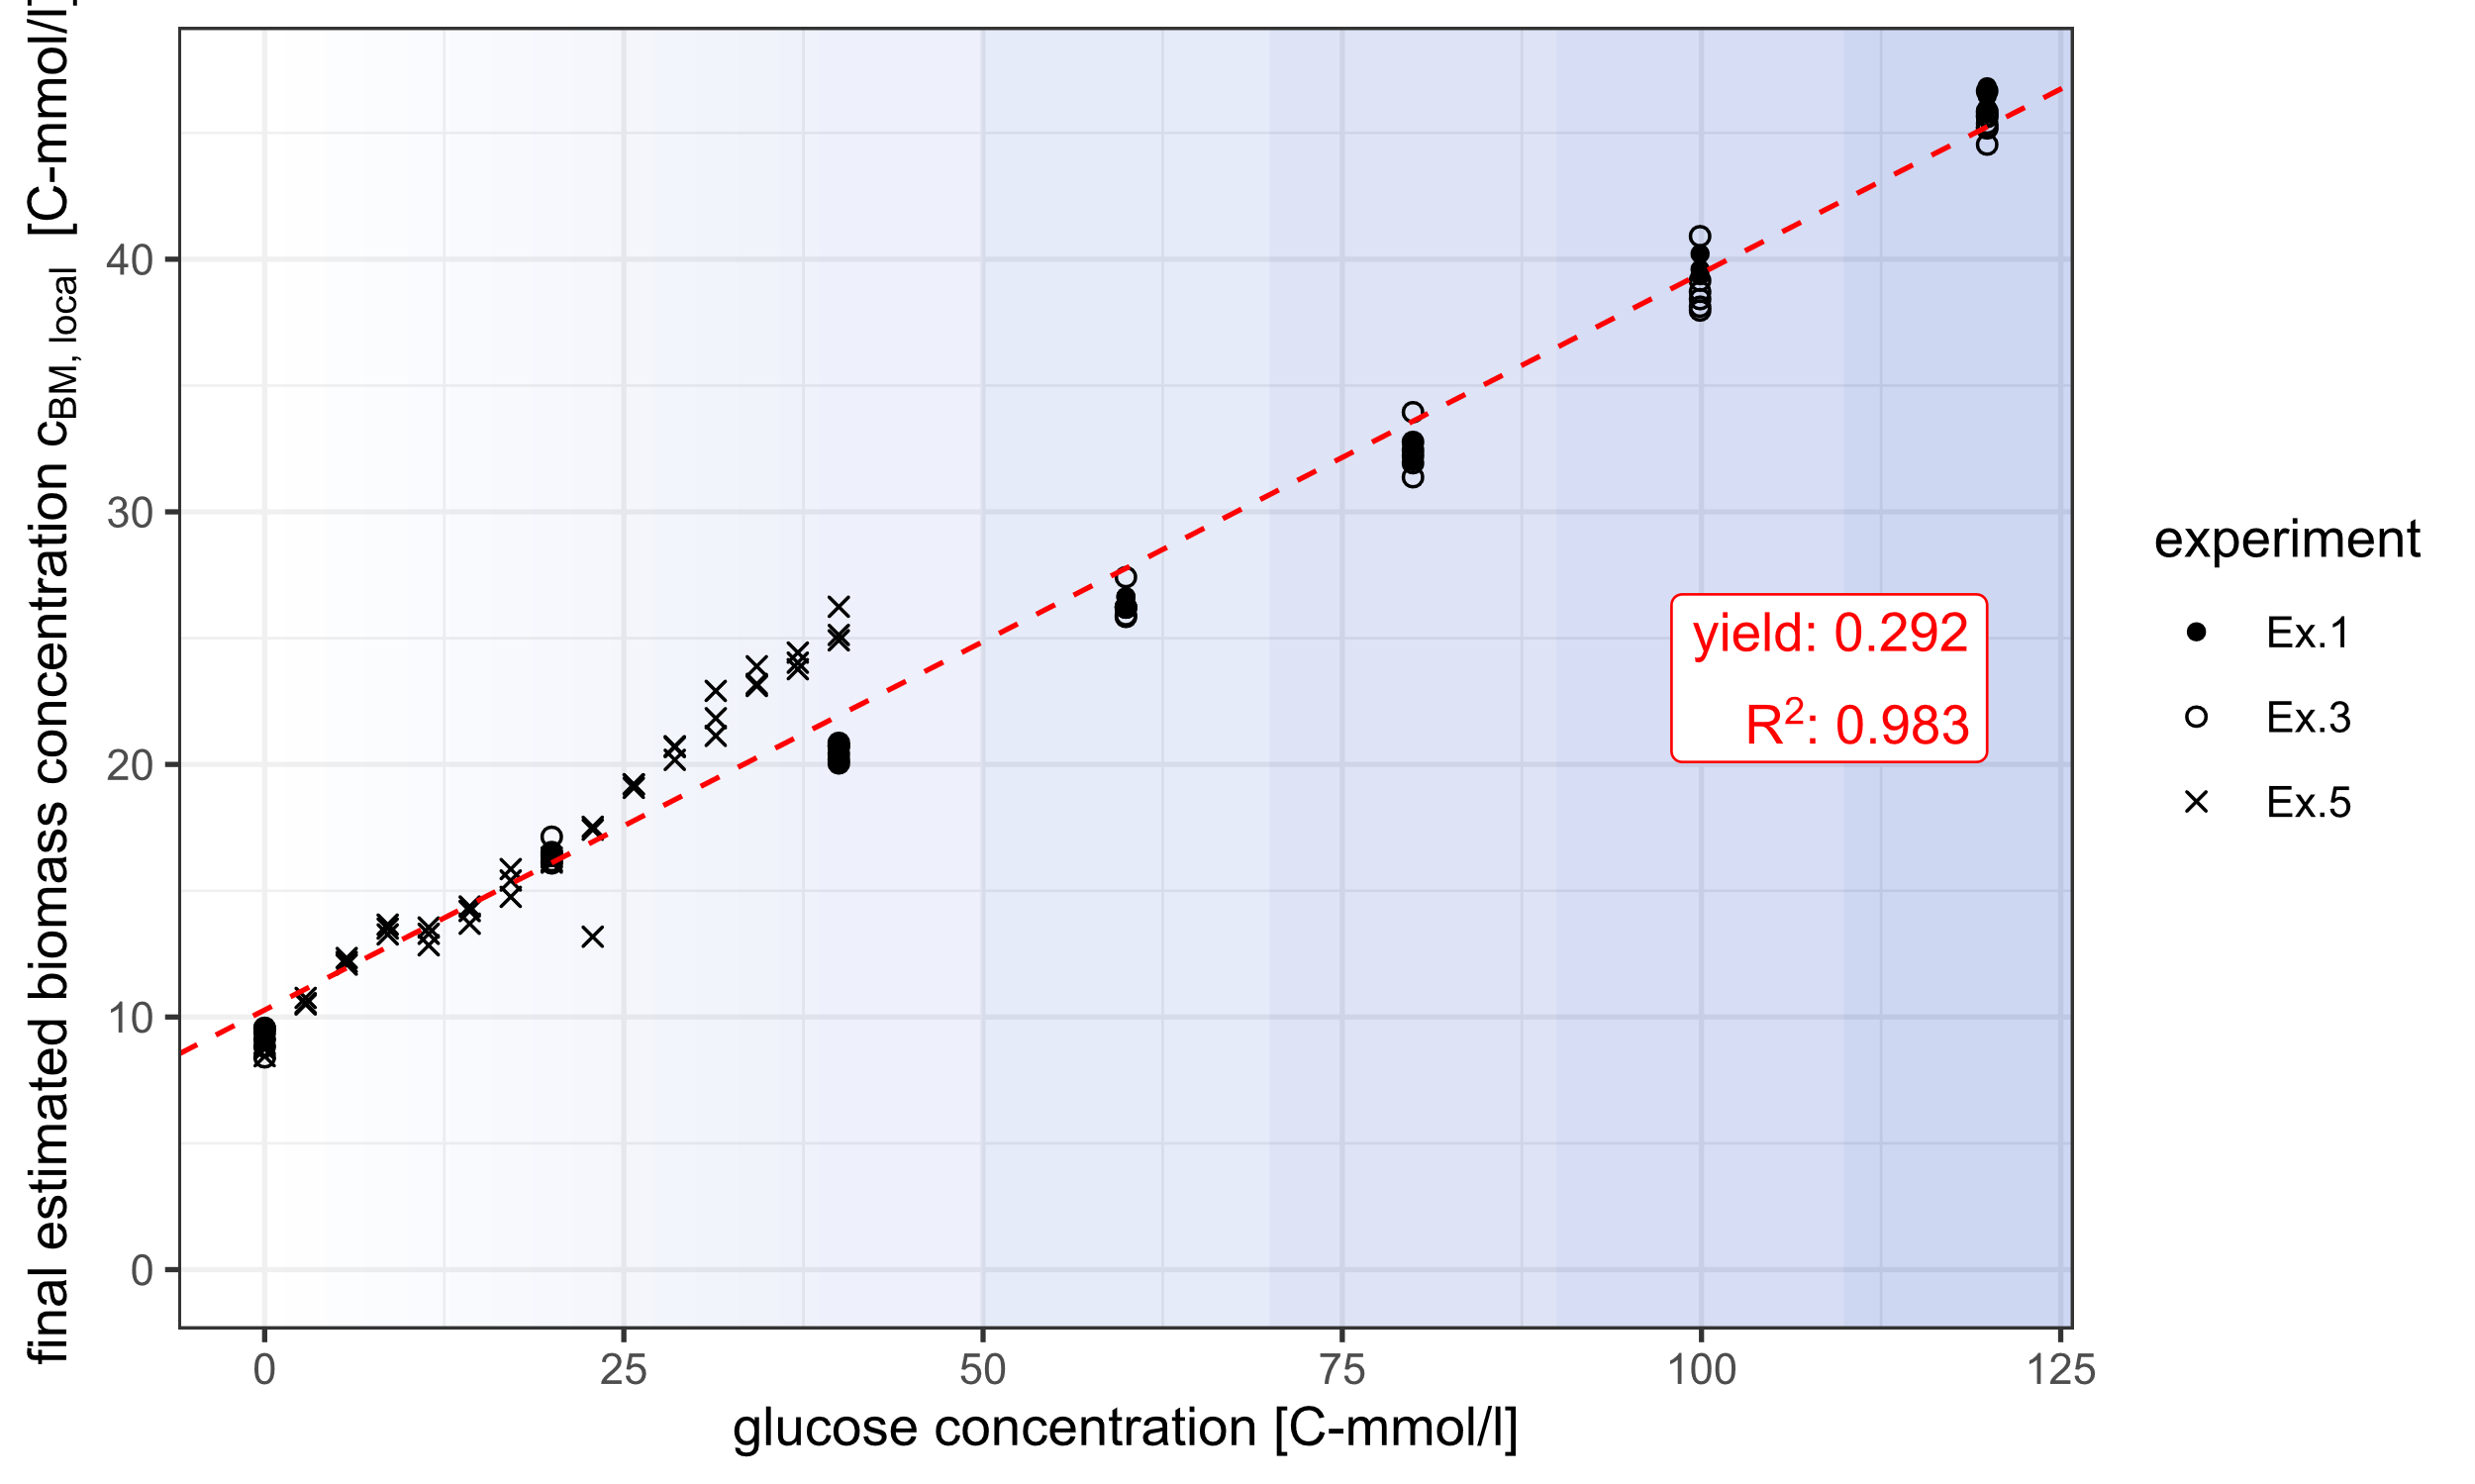 final estimated biomass concentration cBM, local [C-mmol/l]
40
30
20
10
0
0 25 50 75 100 125
glucose concentration [C-mmol/l]
yield: 0.292
R²: 0.983
experiment
Ex.1
Ex.3
Ex.5